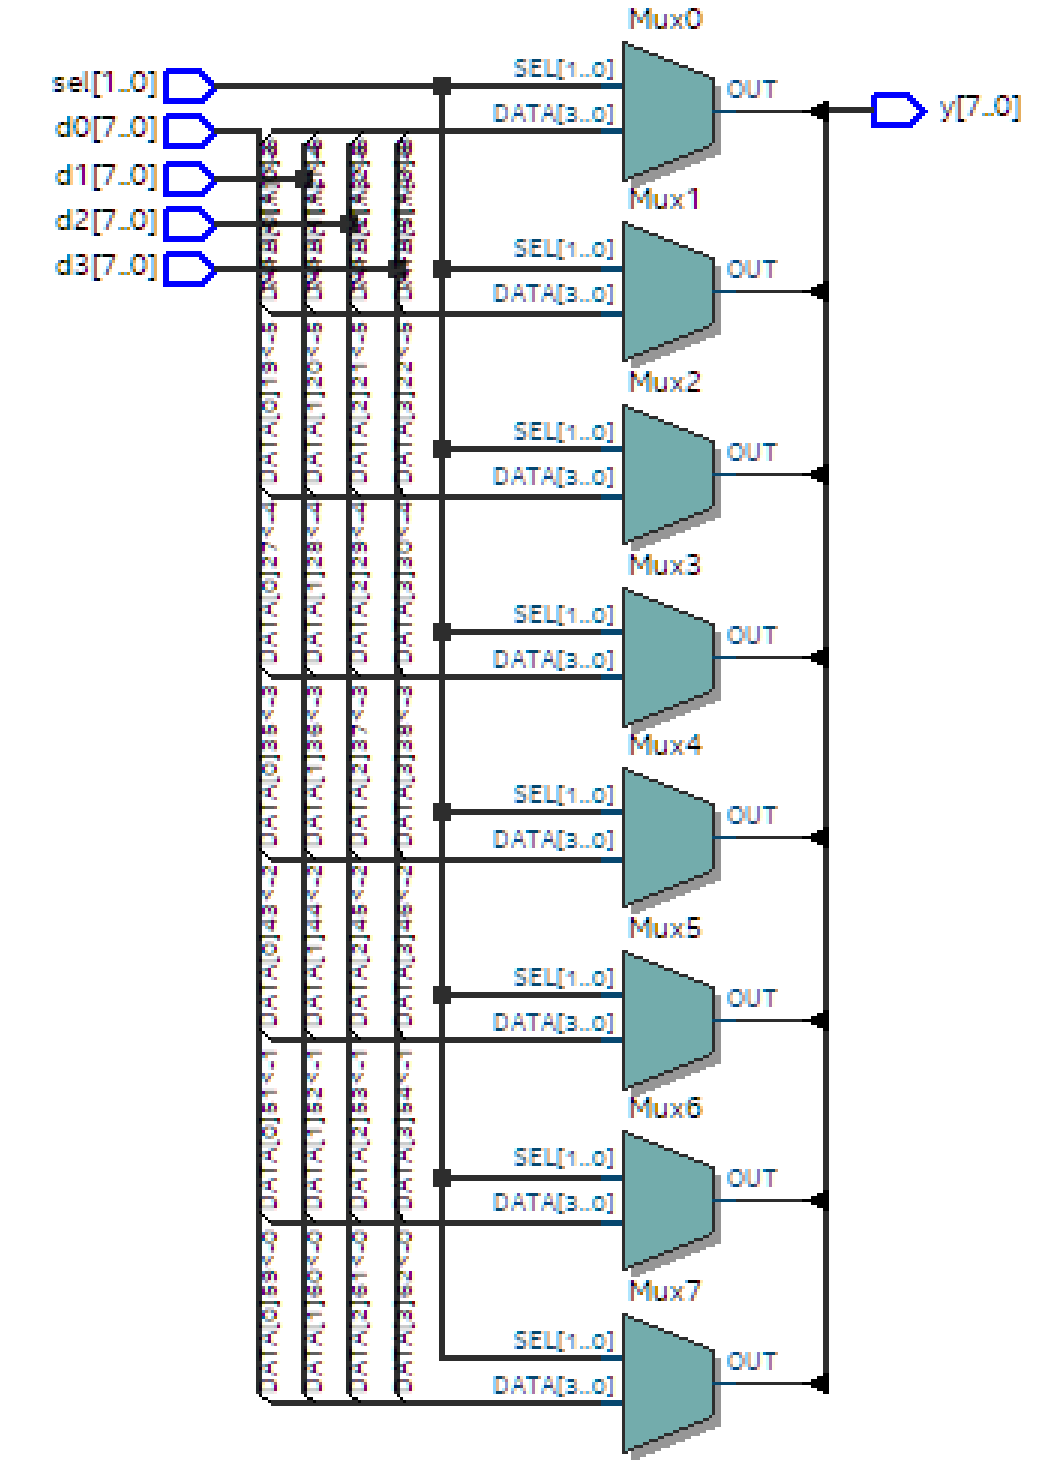 Mux0
sel[1..0]
SEL[1..0]
OUT
y[7..0]
d0[7..0]
DATA[3..0]
d1[7..0]
Mux1
d2[7..0]
SEL[1..0]
OUT
d3[7..0]
DATA[3..0]
Mux2
SEL[1..0]
OUT
DATA[3..0]
DATA[0]19<-5
DATA[1]20<-5
DATA[2]21<-5
DATA[3]22<-5
Mux3
SEL[1..0]
OUT
DATA[3..0]
DATA[0]27<-4
DATA[1]28<-4
DATA[2]29<-4
DATA[3]30<-4
Mux4
SEL[1..0]
OUT
DATA[3..0]
DATA[0]35<-3
DATA[1]36<-3
DATA[2]37<-3
DATA[3]38<-3
Mux5
SEL[1..0]
OUT
DATA[3..0]
DATA[0]43<-2
DATA[1]44<-2
DATA[2]45<-2
DATA[3]46<-2
Mux6
SEL[1..0]
OUT
DATA[3..0]
DATA[0]51<-1
DATA[1]52<-1
DATA[2]53<-1
DATA[3]54<-1
Mux7
SEL[1..0]
OUT
DATA[3..0]
DATA[0]59<-0
DATA[1]60<-0
DATA[2]61<-0
DATA[3]62<-0